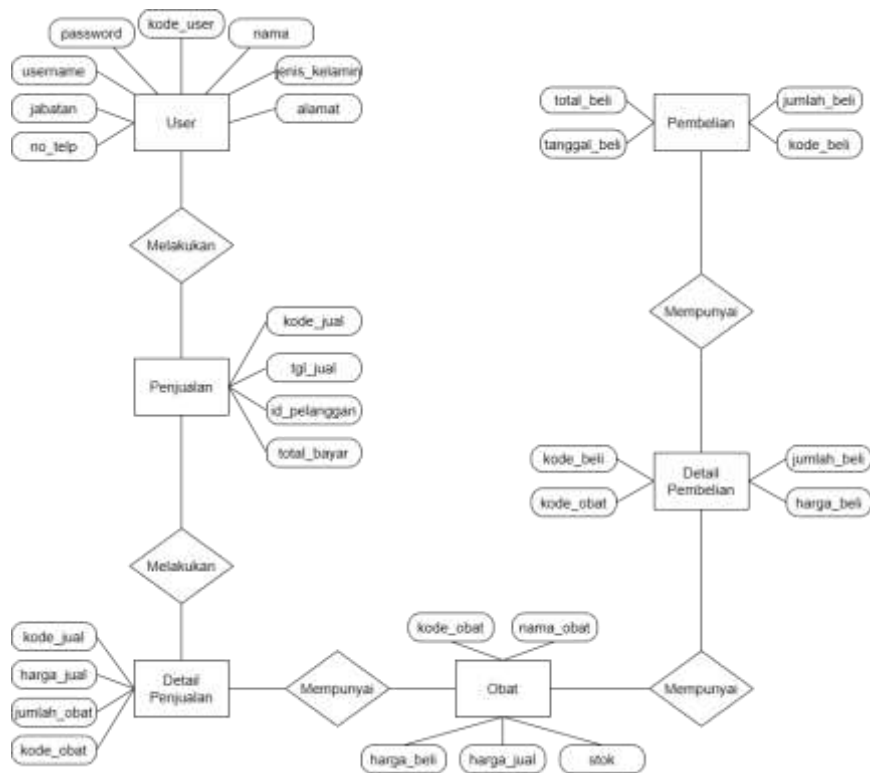 kode_user
password
nama
username
jenis_kelamin
jabatan
User
alamat
no_telp
total_beli
jumlah_beli
Pembelian
tanggal_beli
kode_beli
Melakukan
Mempunyai
kode_jual
tgl_jual
Penjualan
id_pelanggan
total_bayar
kode_beli
jumlah_beli
Detail
Pembelian
kode_obat
harga_beli
Melakukan
kode_obat
nama_obat
kode_jual
harga_jual
Detail
Penjualan
Mempunyai
Obat
Mempunyai
jumlah_obat
kode_obat
harga_beli
harga_jual
stok